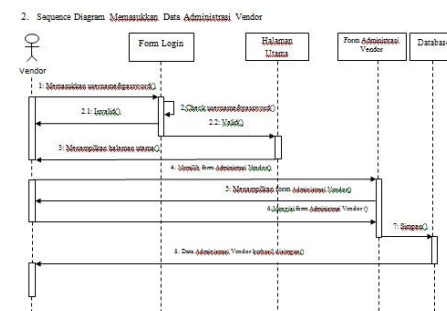 2. Sequence Diagram Memasukkan Data Administrasi Vendor
Form Login
Halaman
Utama
Form Administrasi
Vendor
Database
Vendor
1: Memasukkan username&password()
2:Check username&password()
2.1: Invalid()
2.2: Valid()
3: Menampilkan halaman utama()
4: Memilih form Administrasi Vendor()
5: Menampilkan form Administrasi Vendor()
6:Mengisi form Administrasi Vendor ()
7: Simpan()
8: Data Administrasi Vendor berhasil disimpan()